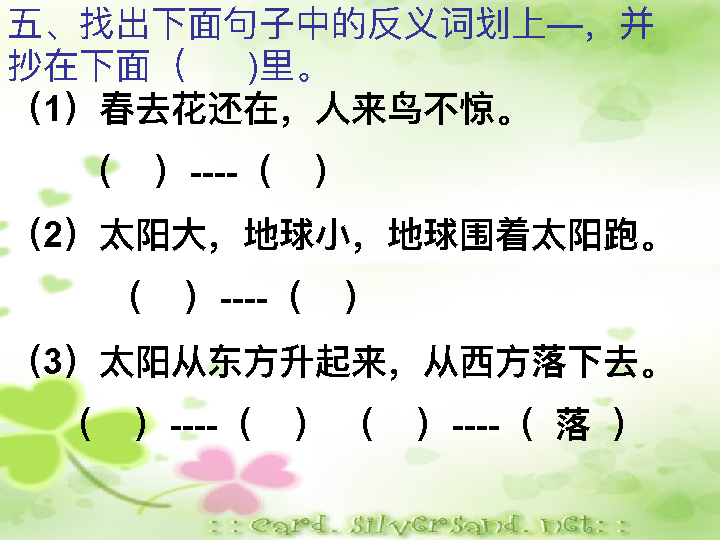 五、找出下面句子中的反义词划上—，并
抄在下面（　　）里。
（1）春去花还在，人来鸟不惊。
（　）----（　）
（2）太阳大，地球小，地球围着太阳跑。
（　）----（　）
（3）太阳从东方升起来，从西方落下去。
（　）----（　）（　）----（ 落 ）
::card.silversand.net::